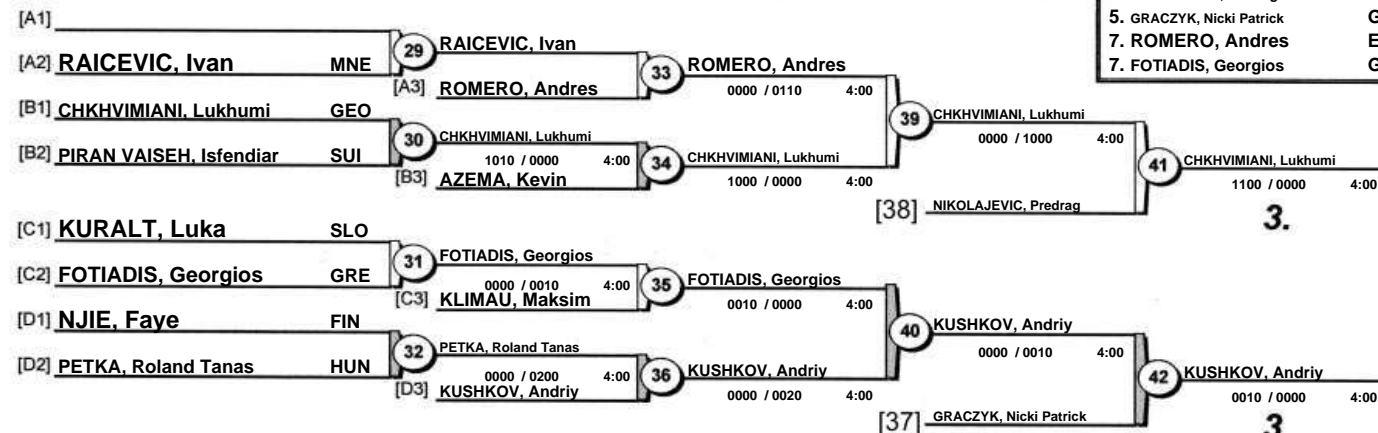 5. GRACZYK, Nicki Patrick G
7. ROMERO, Andres E
7. FOTIADIS, Georgios G
[A1]
[A2] RAICEVIC, Ivan MNE
29
RAICEVIC, Ivan
[A3] ROMERO, Andres
33
ROMERO, Andres
0000 / 0110 4:00
[B1] CHKHVIMIANI, Lukhumi GEO
[B2] PIRAN VAISEH, Isfendiar SUI
30
CHKHVIMIANI, Lukhumi
1010 / 0000 4:00
[B3] AZEMA, Kevin
34
CHKHVIMIANI, Lukhumi
1000 / 0000 4:00
39
CHKHVIMIANI, Lukhumi
0000 / 1000 4:00
[38] NIKOLAJEVIC, Predrag
41
CHKHVIMIANI, Lukhumi
1100 / 0000 4:00
3.
[C1] KURALT, Luka SLO
[C2] FOTIADIS, Georgios GRE
31
FOTIADIS, Georgios
0000 / 0010 4:00
[C3] KLIMAU, Maksim
35
FOTIADIS, Georgios
0010 / 0000 4:00
[D1] NJIE, Faye FIN
[D2] PETKA, Roland Tanas HUN
32
PETKA, Roland Tanas
0000 / 0200 4:00
[D3] KUSHKOV, Andriy
36
KUSHKOV, Andriy
0000 / 0020 4:00
40
KUSHKOV, Andriy
0000 / 0010 4:00
[37] GRACZYK, Nicki Patrick
42
KUSHKOV, Andriy
0010 / 0000 4:00
3